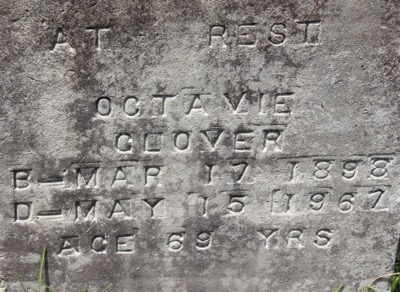 AT REST
OCTAVIE
GLOVER
B=MAR 17 1898
D=MAY 15 1967
AGE 69 YRS